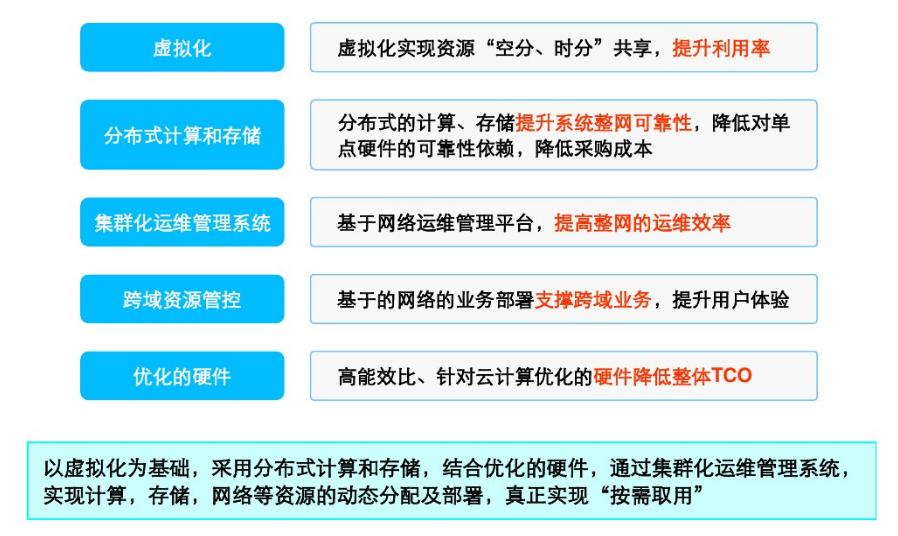 虚拟化
虚拟化实现资源“空分、时分”共享，提升利用率
分布式计算和存储
分布式的计算、存储提升系统整网可靠性，降低对单
点硬件的可靠性依赖，降低采购成本
集群化运维管理系统
基于网络运维管理平台，提高整网的运维效率
跨域资源管控
基于的网络的业务部署支撑跨域业务，提升用户体验
优化的硬件
高能效比、针对云计算优化的硬件降低整体TCO
以虚拟化为基础，采用分布式计算和存储，结合优化的硬件，通过集群化运维管理系统，
实现计算，存储，网络等资源的动态分配及部署，真正实现“按需取用”